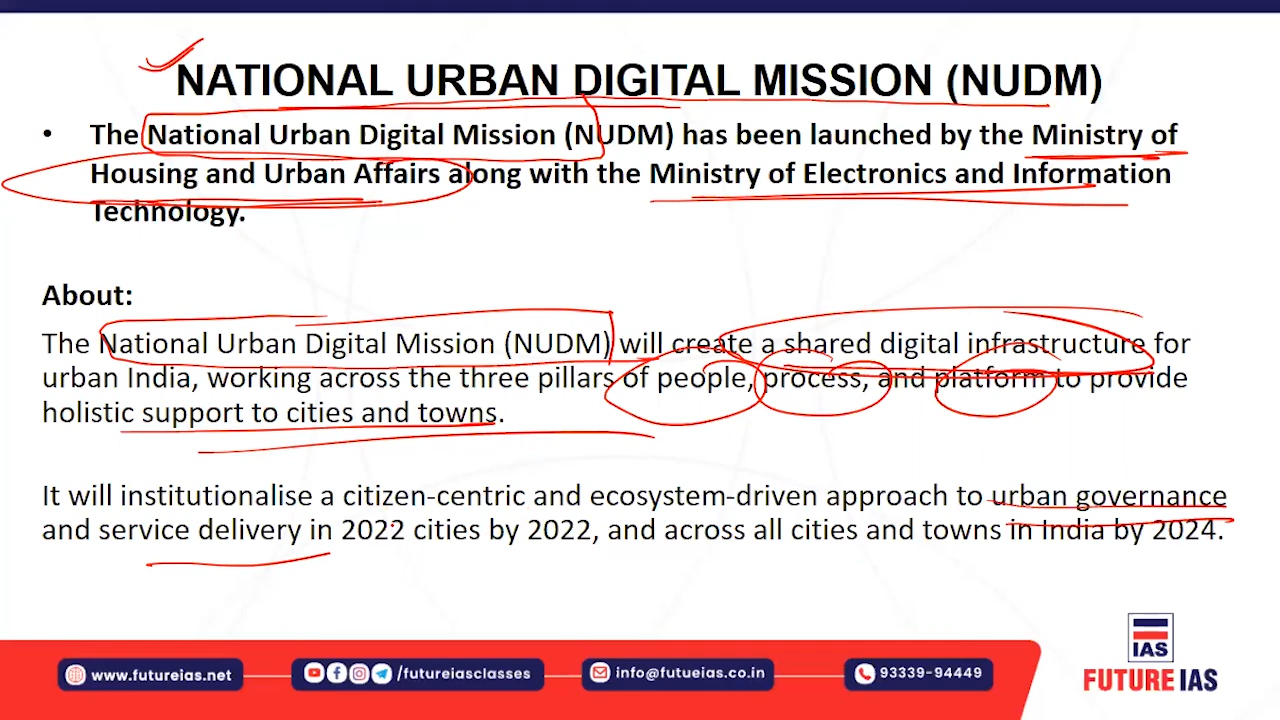 NATIONAL URBAN DIGITAL MISSION (NUDM)
• The National Urban Digital Mission (NUDM) has been launched by the Ministry of
Housing and Urban Affairs along with the Ministry of Electronics and Information
Technology.
About:
The National Urban Digital Mission (NUDM) will create a shared digital infrastructure for
urban India, working across the three pillars of people, process, and platform to provide
holistic support to cities and towns.
It will institutionalise a citizen-centric and ecosystem-driven approach to urban governance
and service delivery in 2022 cities by 2022, and across all cities and towns in India by 2024.
www.futureias.net
/futureiasclasses
info@futueias.co.in
93339-94449
IAS
FUTURE IAS